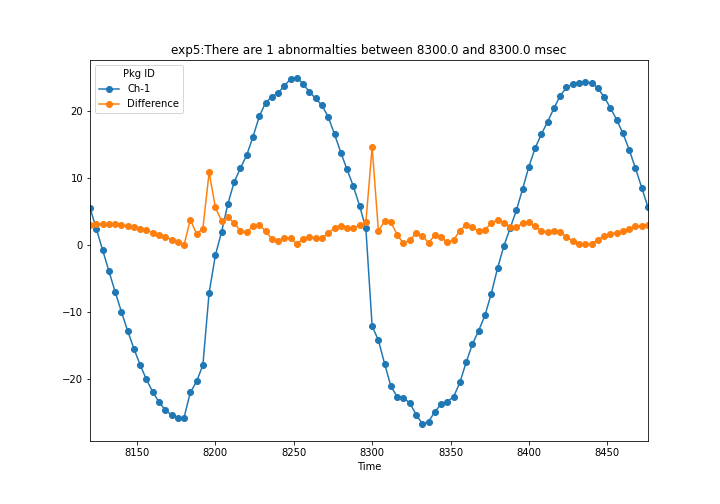 exp5:There are 1 abnormalties between 8300.0 and 8300.0 msec
Pkg ID
Ch-1
Difference
20
10
0
−10
−20
8150
8200
8250
8300
8350
8400
8450
Time